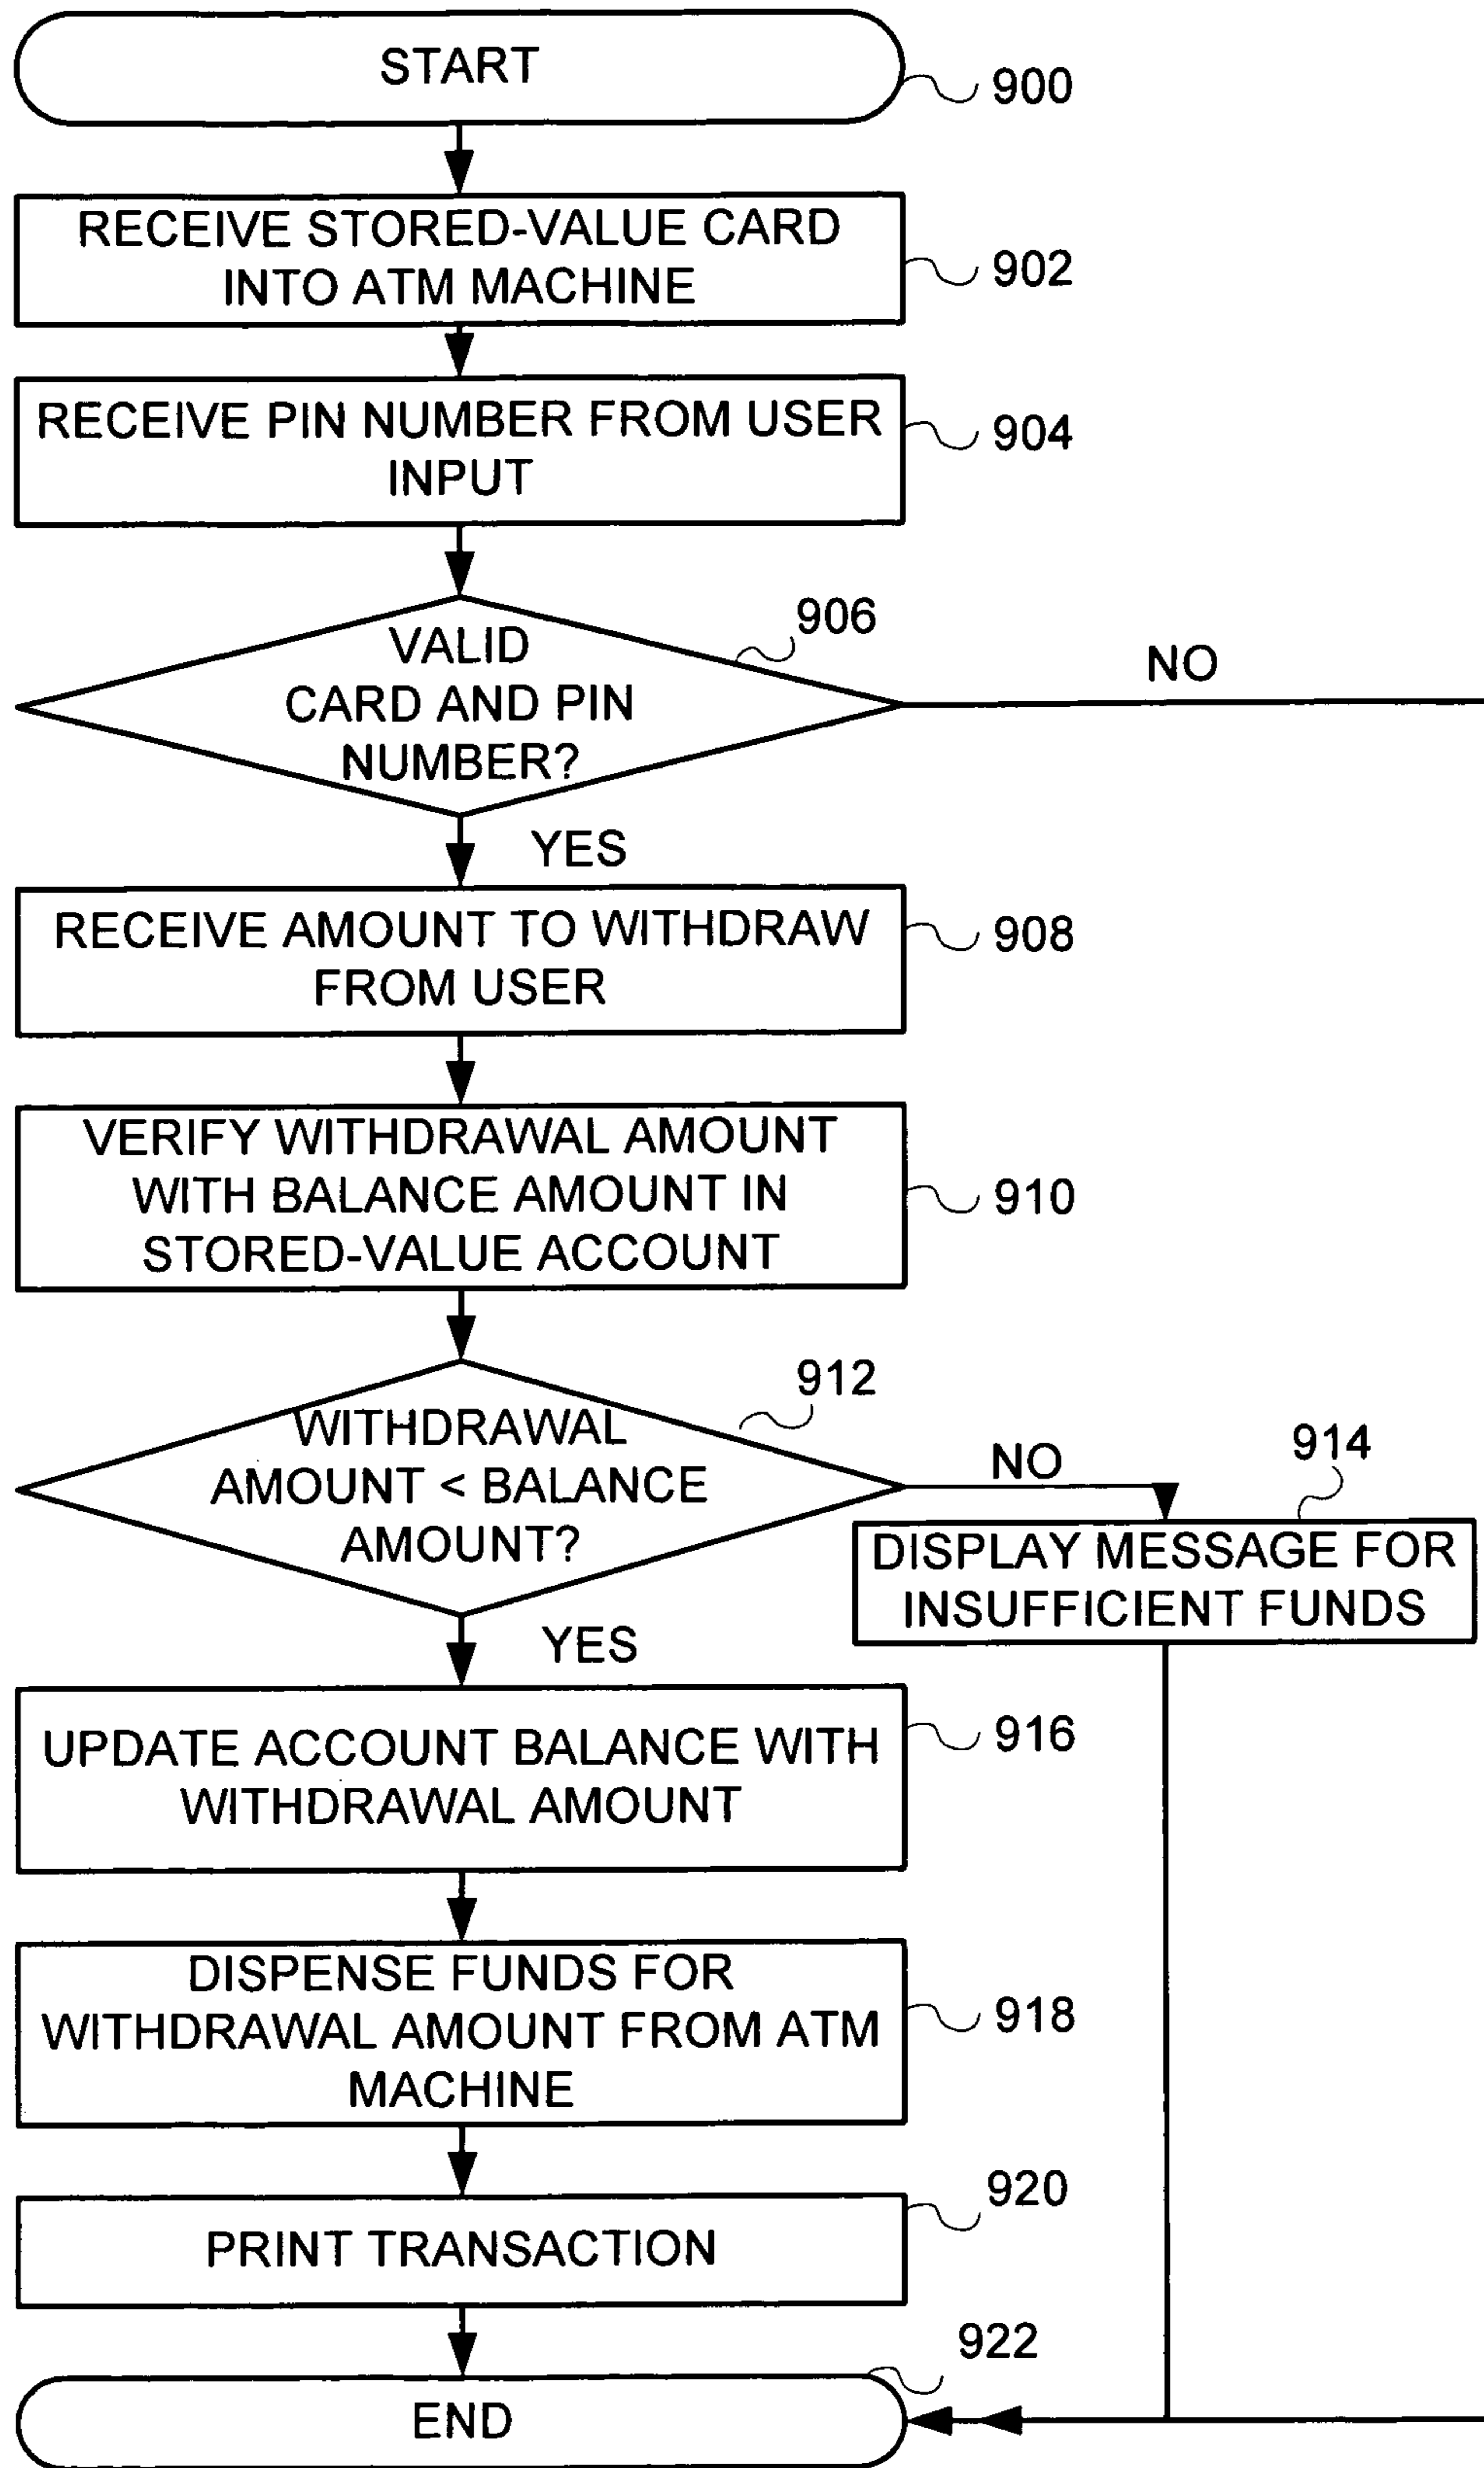 START
900
RECEIVE STORED-VALUE CARD
INTO ATM MACHINE
902
RECEIVE PIN NUMBER FROM USER
INPUT
904
906
VALID
CARD AND PIN
NUMBER?
NO
YES
RECEIVE AMOUNT TO WITHDRAW
FROM USER
908
VERIFY WITHDRAWAL AMOUNT
WITH BALANCE AMOUNT IN
STORED-VALUE ACCOUNT
910
912
WITHDRAWAL
AMOUNT < BALANCE
AMOUNT?
NO
914
DISPLAY MESSAGE FOR
INSUFFICIENT FUNDS
YES
UPDATE ACCOUNT BALANCE WITH
WITHDRAWAL AMOUNT
916
DISPENSE FUNDS FOR
WITHDRAWAL AMOUNT FROM ATM
MACHINE
918
920
PRINT TRANSACTION
922
END